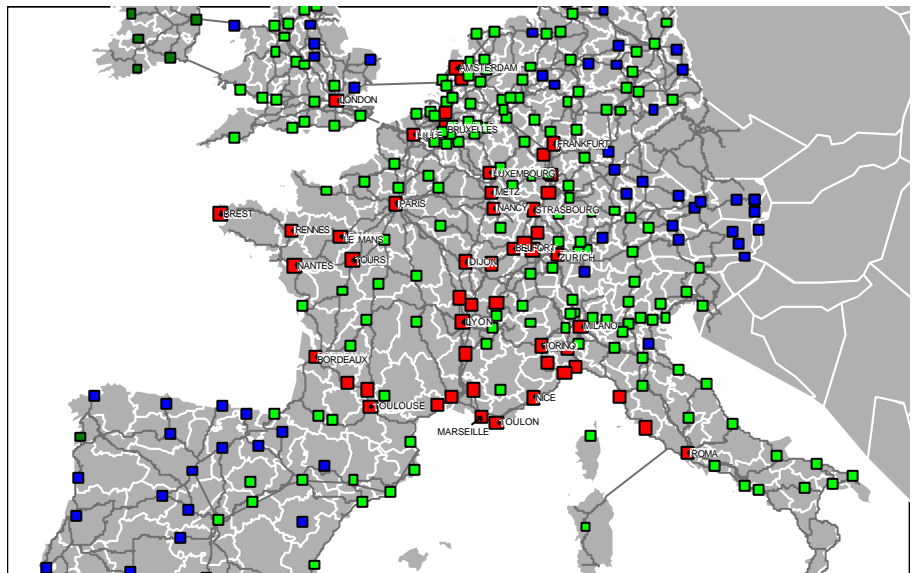 AMSTERDAM
LONDON
BRUXELLES
LILLE
FRANKFURT
LUXEMBOURG
METZ
PARIS
NANCY
STRASBOURG
BREST
RENNES
LE MANS
BELFORT
ZURICH
NANTES
TOURS
DIJON
LYON
MILANO
TORINO
BORDEAUX
NICE
TOULOUSE
MARSEILLE
TOULON
ROMA